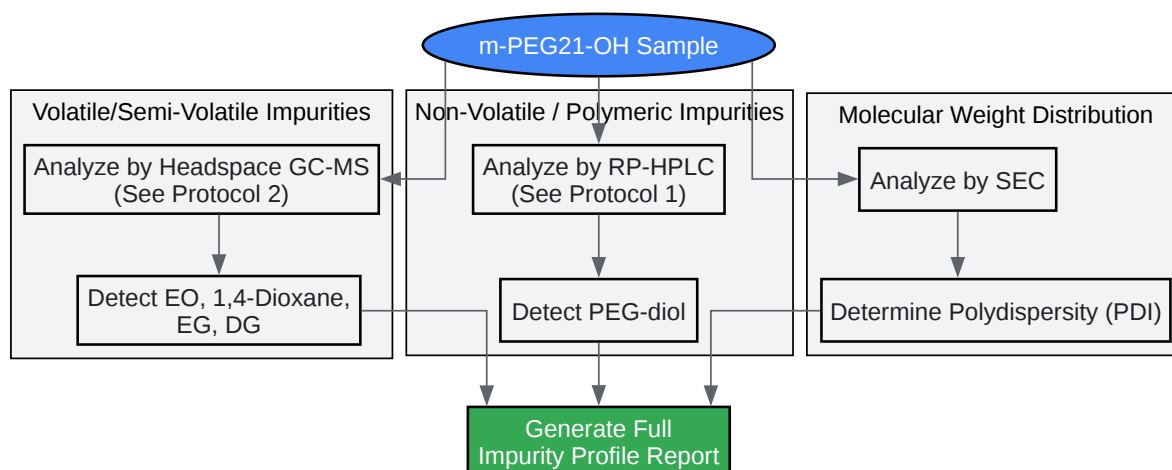 m-PEG21-OH Sample
Volatile/Semi-Volatile Impurities
Analyze by Headspace GC-MS
(See Protocol 2)
Detect EO, 1,4-Dioxane,
EG, DG
Non-Volatile / Polymeric Impurities
Analyze by RP-HPLC
(See Protocol 1)
Detect PEG-diol
Molecular Weight Distribution
Analyze by SEC
Determine Polydispersity (PDI)
Generate Full
Impurity Profile Report